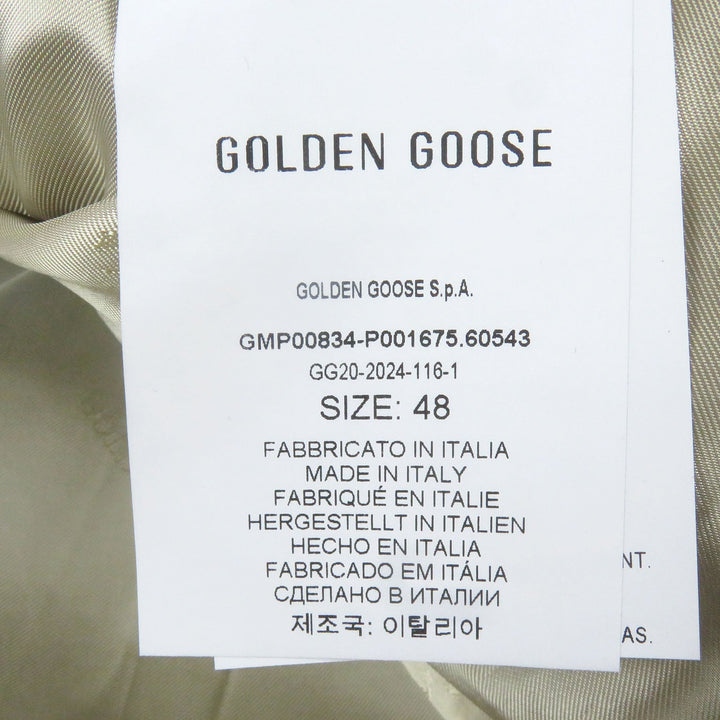 GOLDEN GOOSE
GOLDEN GOOSE S.p.A.
GMP00834-P001675.60543
GG20-2024-116-1
SIZE: 48
FABBRICATO IN ITALIA
MADE IN ITALY
FABRIQUÉ EN ITALIE
HERGESTELLT IN ITALIEN
HECHO EN ITALIA
FABRICADO EM ITÁLIA
СДЕЛАНО В ИТАЛИИ
제조국: 이탈리아
NT.
AS.